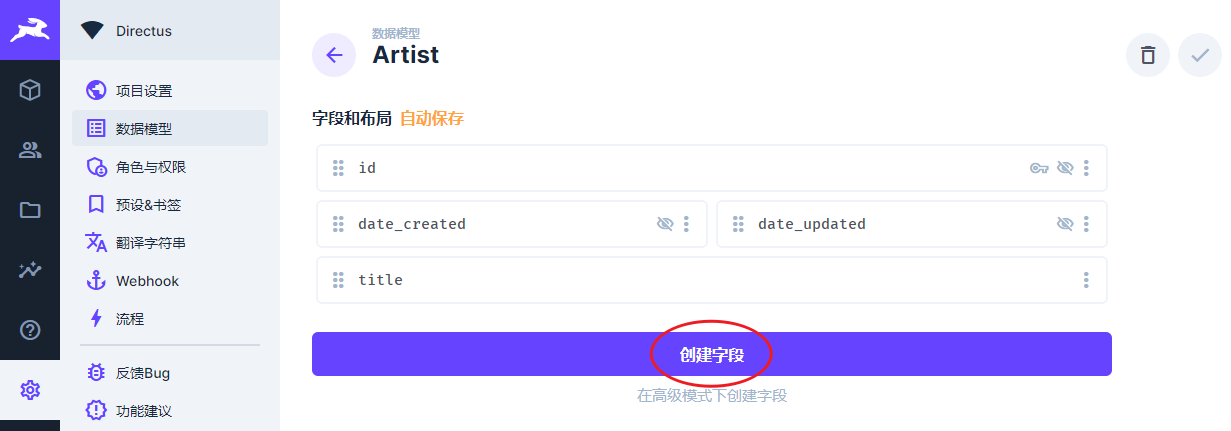 Directus
项目设置
数据模型
角色与权限
预设&书签
翻译字符串
Webhook
流程
反馈Bug
功能建议
数据模型
Artist
字段和布局 自动保存
id
date_created date_updated
title
创建字段
在高级模式下创建字段